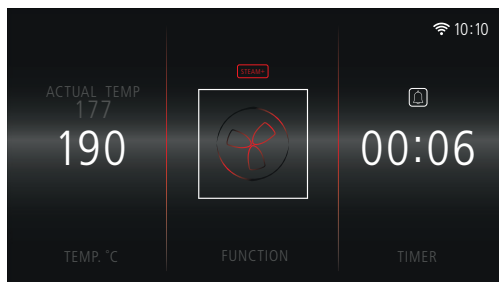 10:10
STEAM+
ACTUAL TEMP
177
190
00:06
TEMP. °C
FUNCTION
TIMER